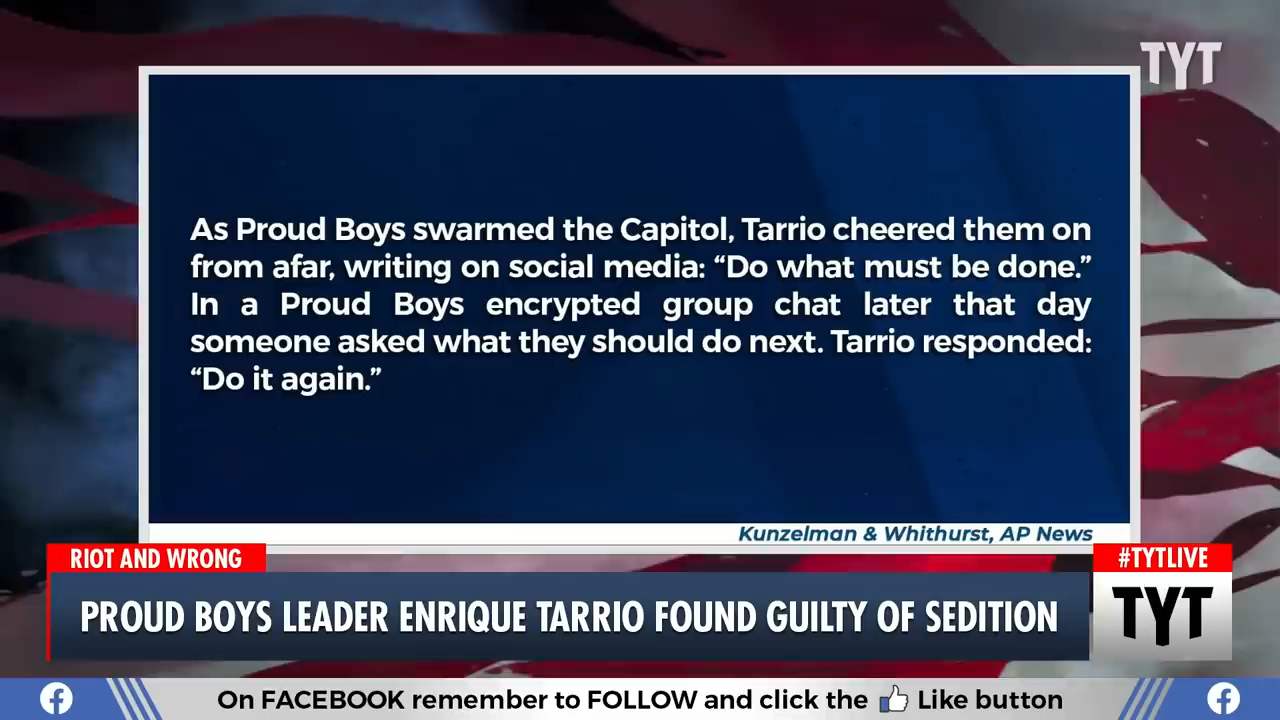 TYT
As Proud Boys swarmed the Capitol, Tarrio cheered them on
from afar, writing on social media: “Do what must be done.”
In a Proud Boys encrypted group chat later that day
someone asked what they should do next. Tarrio responded:
“Do it again.”
Kunzelman & Whithurst, AP News
RIOT AND WRONG
#TYTLIVE
PROUD BOYS LEADER ENRIQUE TARRIO FOUND GUILTY OF SEDITION
TYT
On FACEBOOK remember to FOLLOW and click the Like button